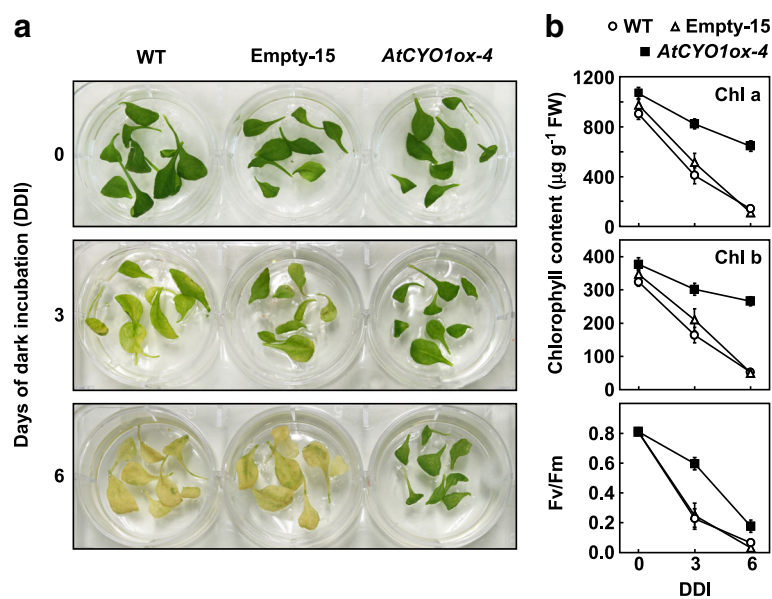 a
WT Empty-15 AtCYO1ox-4
Days of dark incubation (DDI)
0
3
6
b
WT Empty-15
AtCYO1ox-4
Chlorophyll content (µg g-1 FW)
1200
800
400
0
Chl a
400
300
200
100
0
Chl b
Fv/Fm
0.8
0.6
0.4
0.2
0.0
0 3 6
DDI